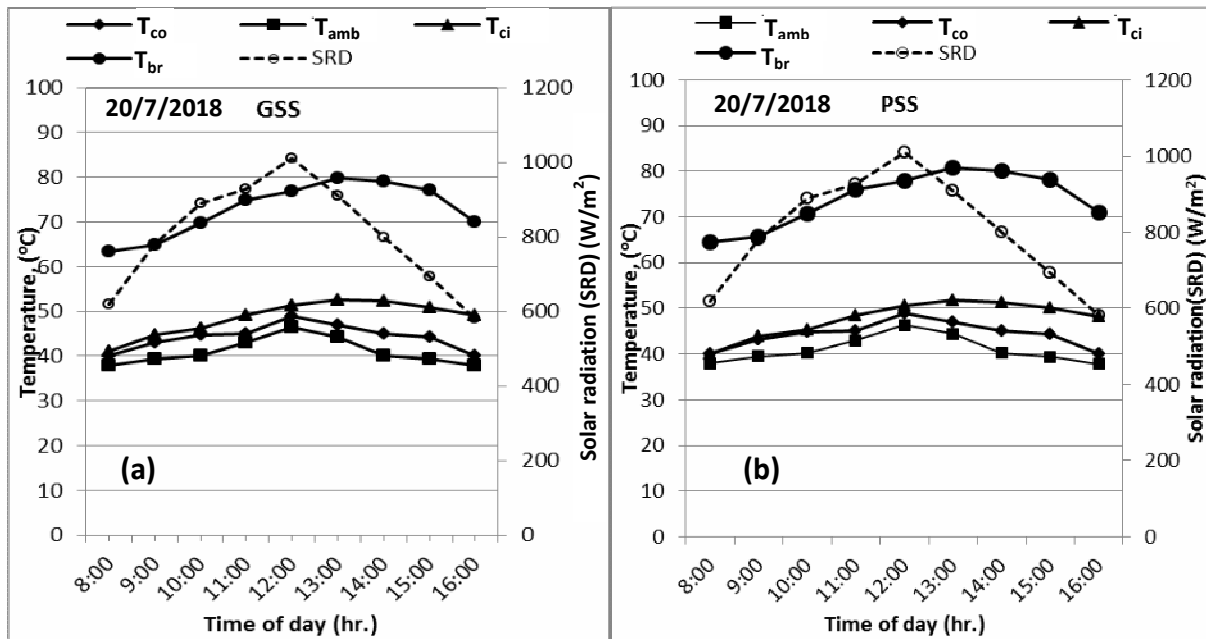 T_co T_amb T_ci
T_br SRD
20/7/2018 GSS
100
90
80
70
60
50
40
30
20
10
0
Temperature, (°C)
1200
1000
800
600
400
200
0
Solar radiation (SRD) (W/m²)
(a)
8:00 9:00 10:00 11:00 12:00 13:00 14:00 15:00 16:00
Time of day (hr.)
T_amb T_co T_ci
T_br SRD
20/7/2018 PSS
100
90
80
70
60
50
40
30
20
10
0
Temperature, (°C)
1200
1000
800
600
400
200
0
Solar radiation(SRD) (W/m²)
(b)
8:00 9:00 10:00 11:00 12:00 13:00 14:00 15:00 16:00
Time of day (hr.)